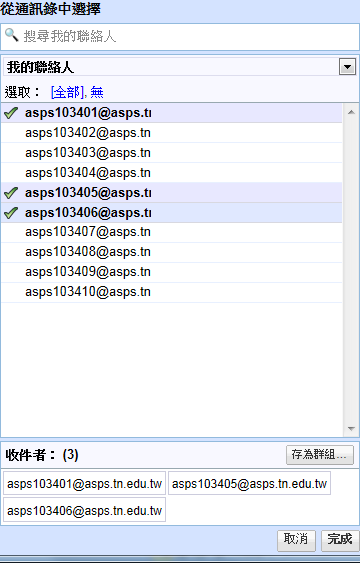 從通訊錄中選擇
搜尋我的聯絡人
我的聯絡人
選取： [全部], 無
asps103401@asps.tn
asps103402@asps.tn
asps103403@asps.tn
asps103404@asps.tn
asps103405@asps.tn
asps103406@asps.tn
asps103407@asps.tn
asps103408@asps.tn
asps103409@asps.tn
asps103410@asps.tn
收件者： (3) 存為群組...
asps103401@asps.tn.edu.tw asps103405@asps.tn.edu.tw
asps103406@asps.tn.edu.tw
取消 完成